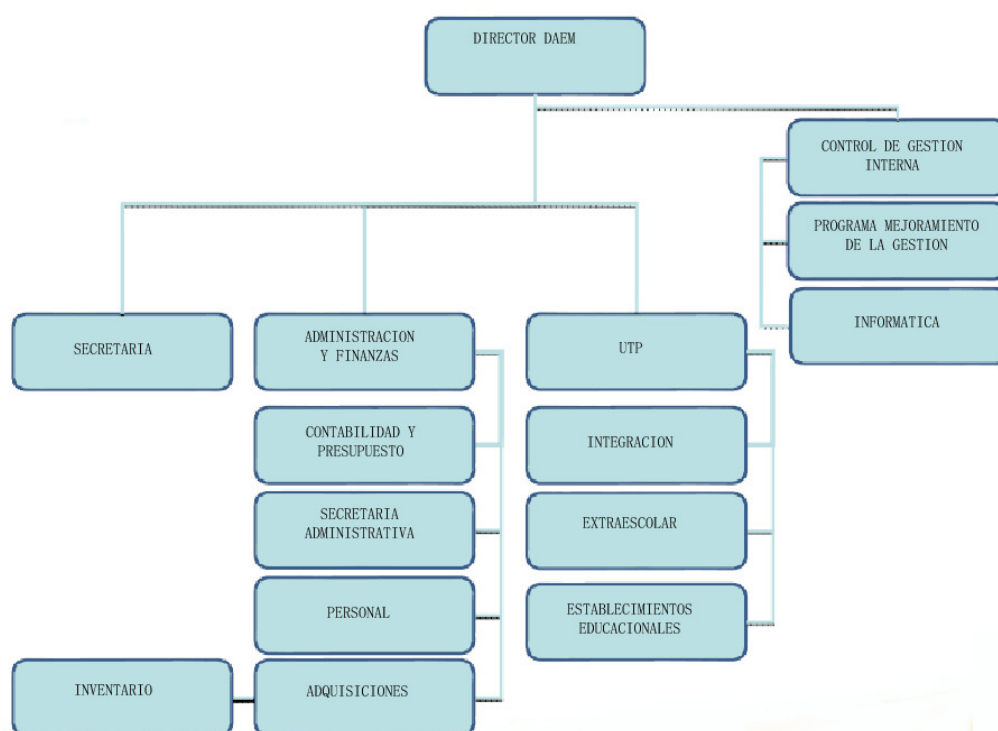 DIRECTOR DAEM
CONTROL DE GESTION
INTERNA
PROGRAMA MEJORAMIENTO
DE LA GESTION
INFORMATICA
SECRETARIA
ADMINISTRACION
Y FINANZAS
UTP
CONTABILIDAD Y
PRESUPUESTO
INTEGRACION
SECRETARIA
ADMINISTRATIVA
EXTRAESCOLAR
PERSONAL
ESTABLECIMIENTOS
EDUCACIONALES
INVENTARIO
ADQUISICIONES